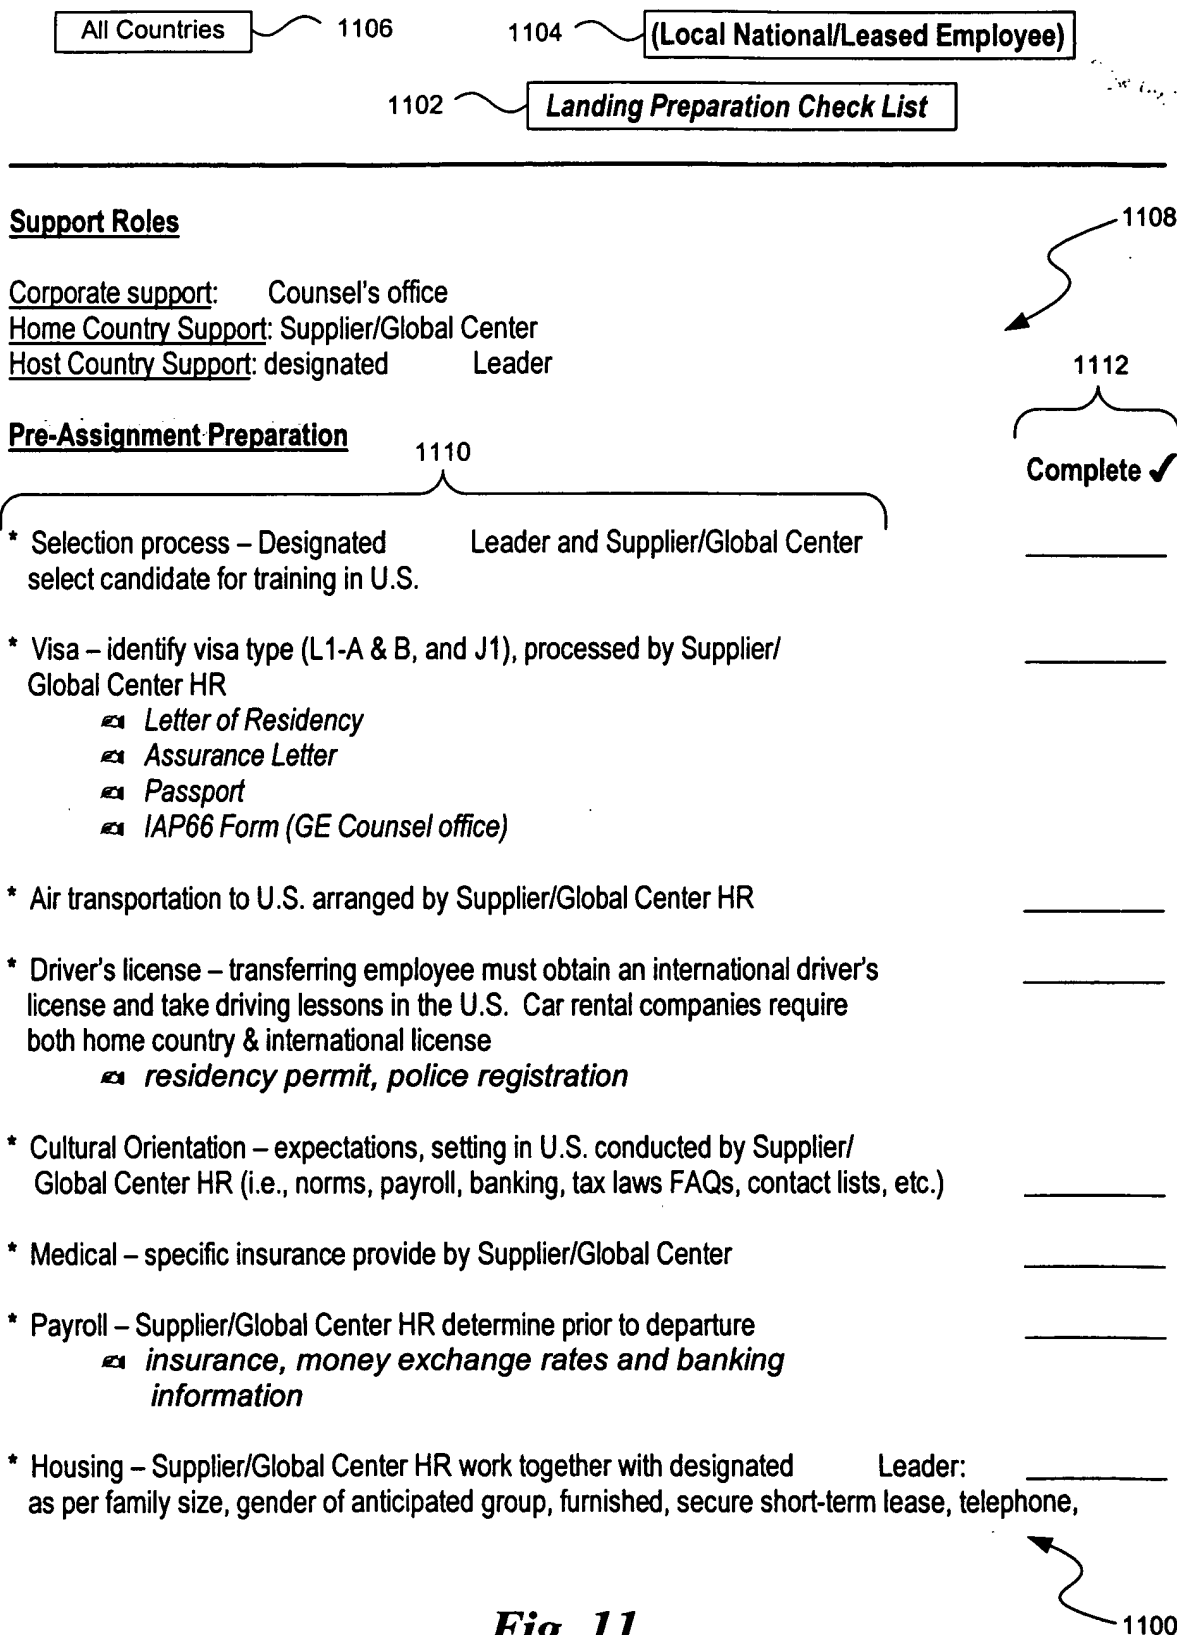 All Countries 1106 1104 (Local National/Leased Employee)
1102 Landing Preparation Check List
Support Roles
1108
Corporate support: Counsel's office
Home Country Support: Supplier/Global Center
Host Country Support: designated Leader
1112
Pre-Assignment Preparation
1110
Complete ✓
* Selection process – Designated Leader and Supplier/Global Center
select candidate for training in U.S.
* Visa – identify visa type (L1-A & B, and J1), processed by Supplier/
Global Center HR
✍ Letter of Residency
✍ Assurance Letter
✍ Passport
✍ IAP66 Form (GE Counsel office)
* Air transportation to U.S. arranged by Supplier/Global Center HR
* Driver's license – transferring employee must obtain an international driver's
license and take driving lessons in the U.S. Car rental companies require
both home country & international license
✍ residency permit, police registration
* Cultural Orientation – expectations, setting in U.S. conducted by Supplier/
Global Center HR (i.e., norms, payroll, banking, tax laws FAQs, contact lists, etc.)
* Medical – specific insurance provide by Supplier/Global Center
* Payroll – Supplier/Global Center HR determine prior to departure
✍ insurance, money exchange rates and banking
information
* Housing – Supplier/Global Center HR work together with designated Leader:
as per family size, gender of anticipated group, furnished, secure short-term lease, telephone,
Fig. 11
1100